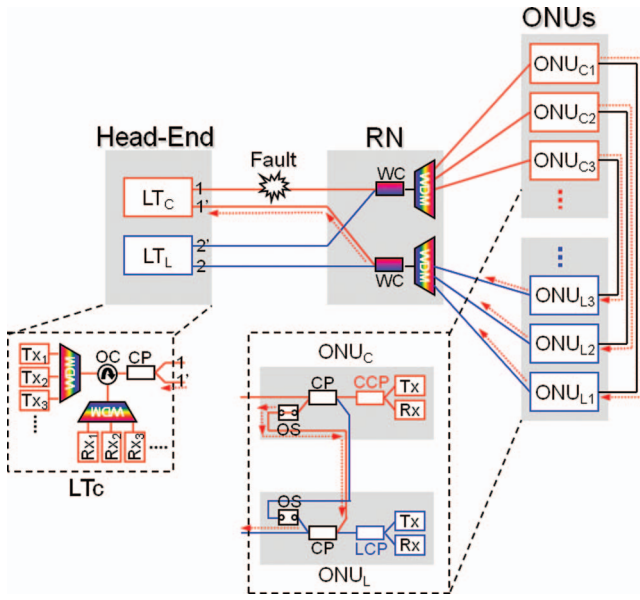 ONUs
ONUC1
ONUC2
ONUC3
Head-End
Fault
RN
LTC
1
1'
WC
WDM
LTL
2'
2
WC
WDM
ONUL3
ONUL2
ONUL1
Tx1
Tx2
Tx3
WDM
OC
CP
1
1'
WDM
Rx1
Rx2
Rx3
LTC
ONUC
CP
CCP
Tx
Rx
OS
OS
CP
LCP
Tx
Rx
ONUL